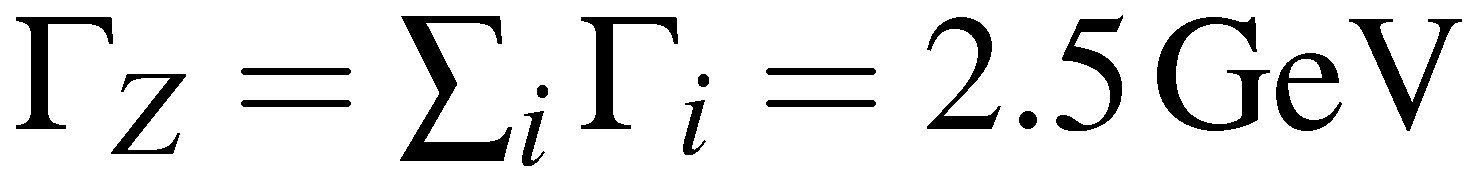 Γ_Z = ∑_i Γ_i = 2.5 GeV